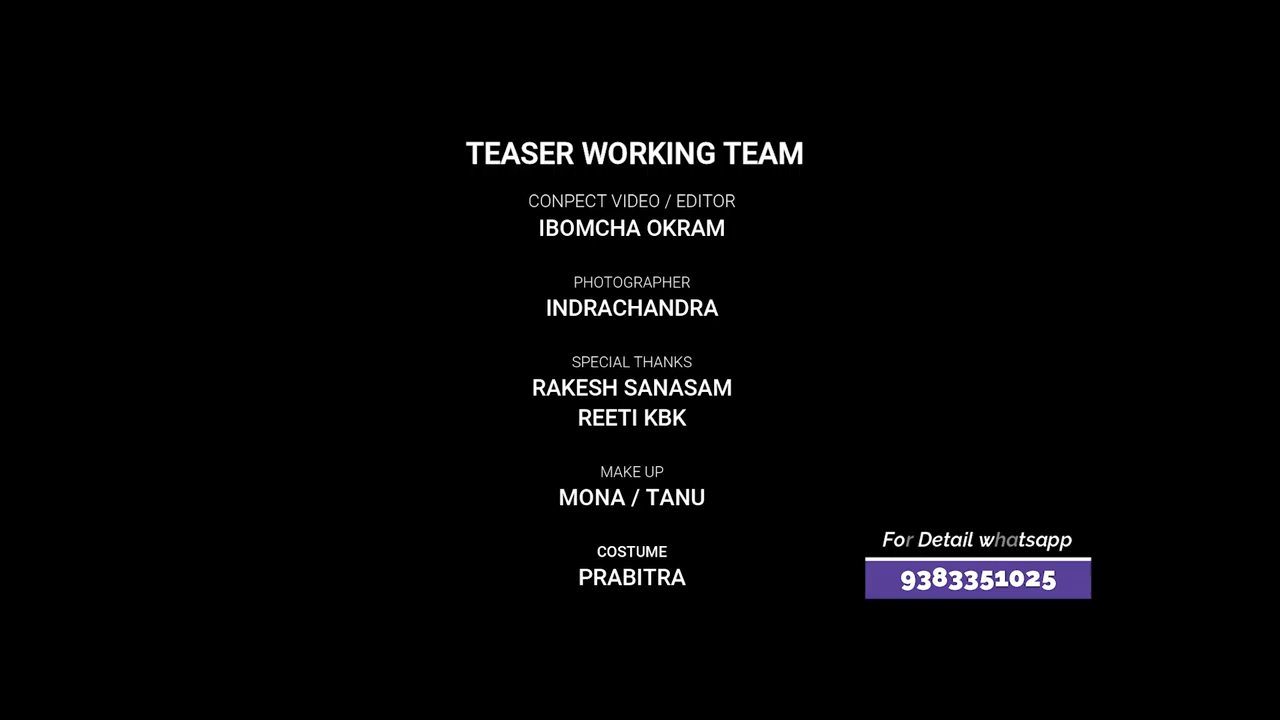 TEASER WORKING TEAM
CONPECT VIDEO / EDITOR
IBOMCHA OKRAM
PHOTOGRAPHER
INDRACHANDRA
SPECIAL THANKS
RAKESH SANASAM
REETI KBK
MAKE UP
MONA / TANU
COSTUME
PRABITRA
For Detail whatsapp
9383351025